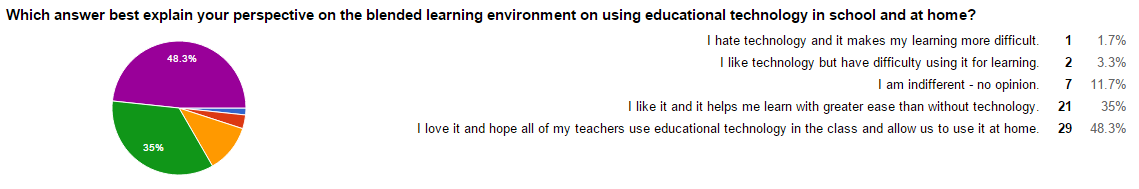 Which answer best explain your perspective on the blended learning environment on using educational technology in school and at home?
I hate technology and it makes my learning more difficult. 1 1.7%
I like technology but have difficulty using it for learning. 2 3.3%
I am indifferent - no opinion. 7 11.7%
I like it and it helps me learn with greater ease than without technology. 21 35%
I love it and hope all of my teachers use educational technology in the class and allow us to use it at home. 29 48.3%
48.3%
35%